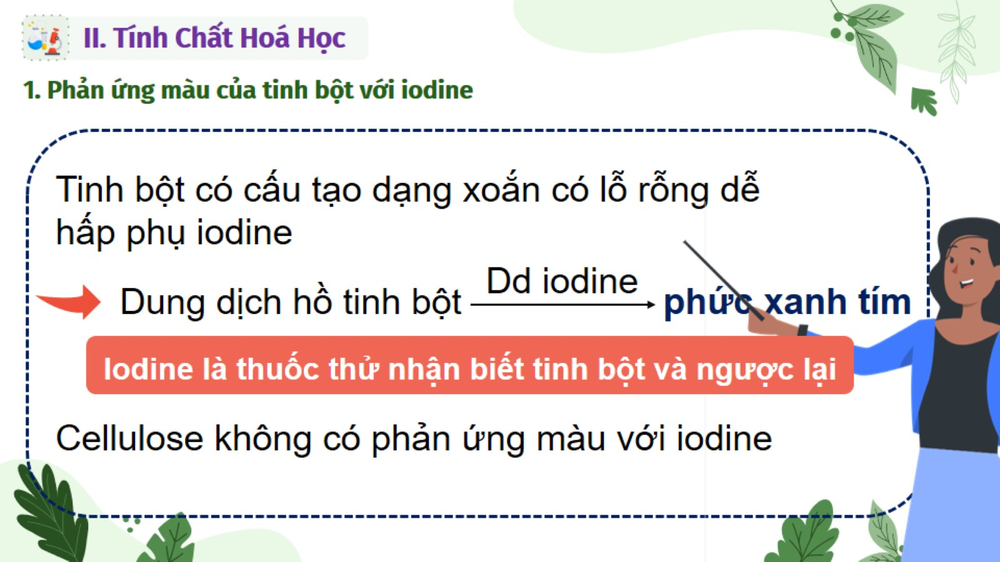 II. Tính Chất Hoá Học
1. Phản ứng màu của tinh bột với iodine
Tinh bột có cấu tạo dạng xoắn có lỗ rỗng dễ
hấp phụ iodine
Dd iodine
Dung dịch hồ tinh bột phức xanh tím
Iodine là thuốc thử nhận biết tinh bột và ngược lại
Cellulose không có phản ứng màu với iodine